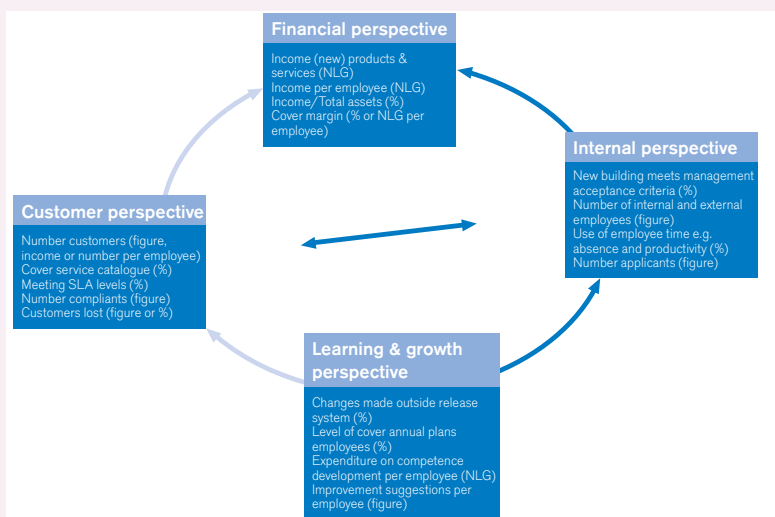 Financial perspective
Income (new) products &
services (NLG)
Income per employee (NLG)
Income/Total assets (%)
Cover margin (% or NLG per
employee)
Internal perspective
New building meets management
acceptance criteria (%)
Number of internal and external
employees (figure)
Use of employee time e.g.
absence and productivity (%)
Number applicants (figure)
Customer perspective
Number customers (figure,
income or number per employee)
Cover service catalogue (%)
Meeting SLA levels (%)
Number compliants (figure)
Customers lost (figure or %)
Learning & growth
perspective
Changes made outside release
system (%)
Level of cover annual plans
employees (%)
Expenditure on competence
development per employee (NLG)
Improvement suggestions per
employee (figure)